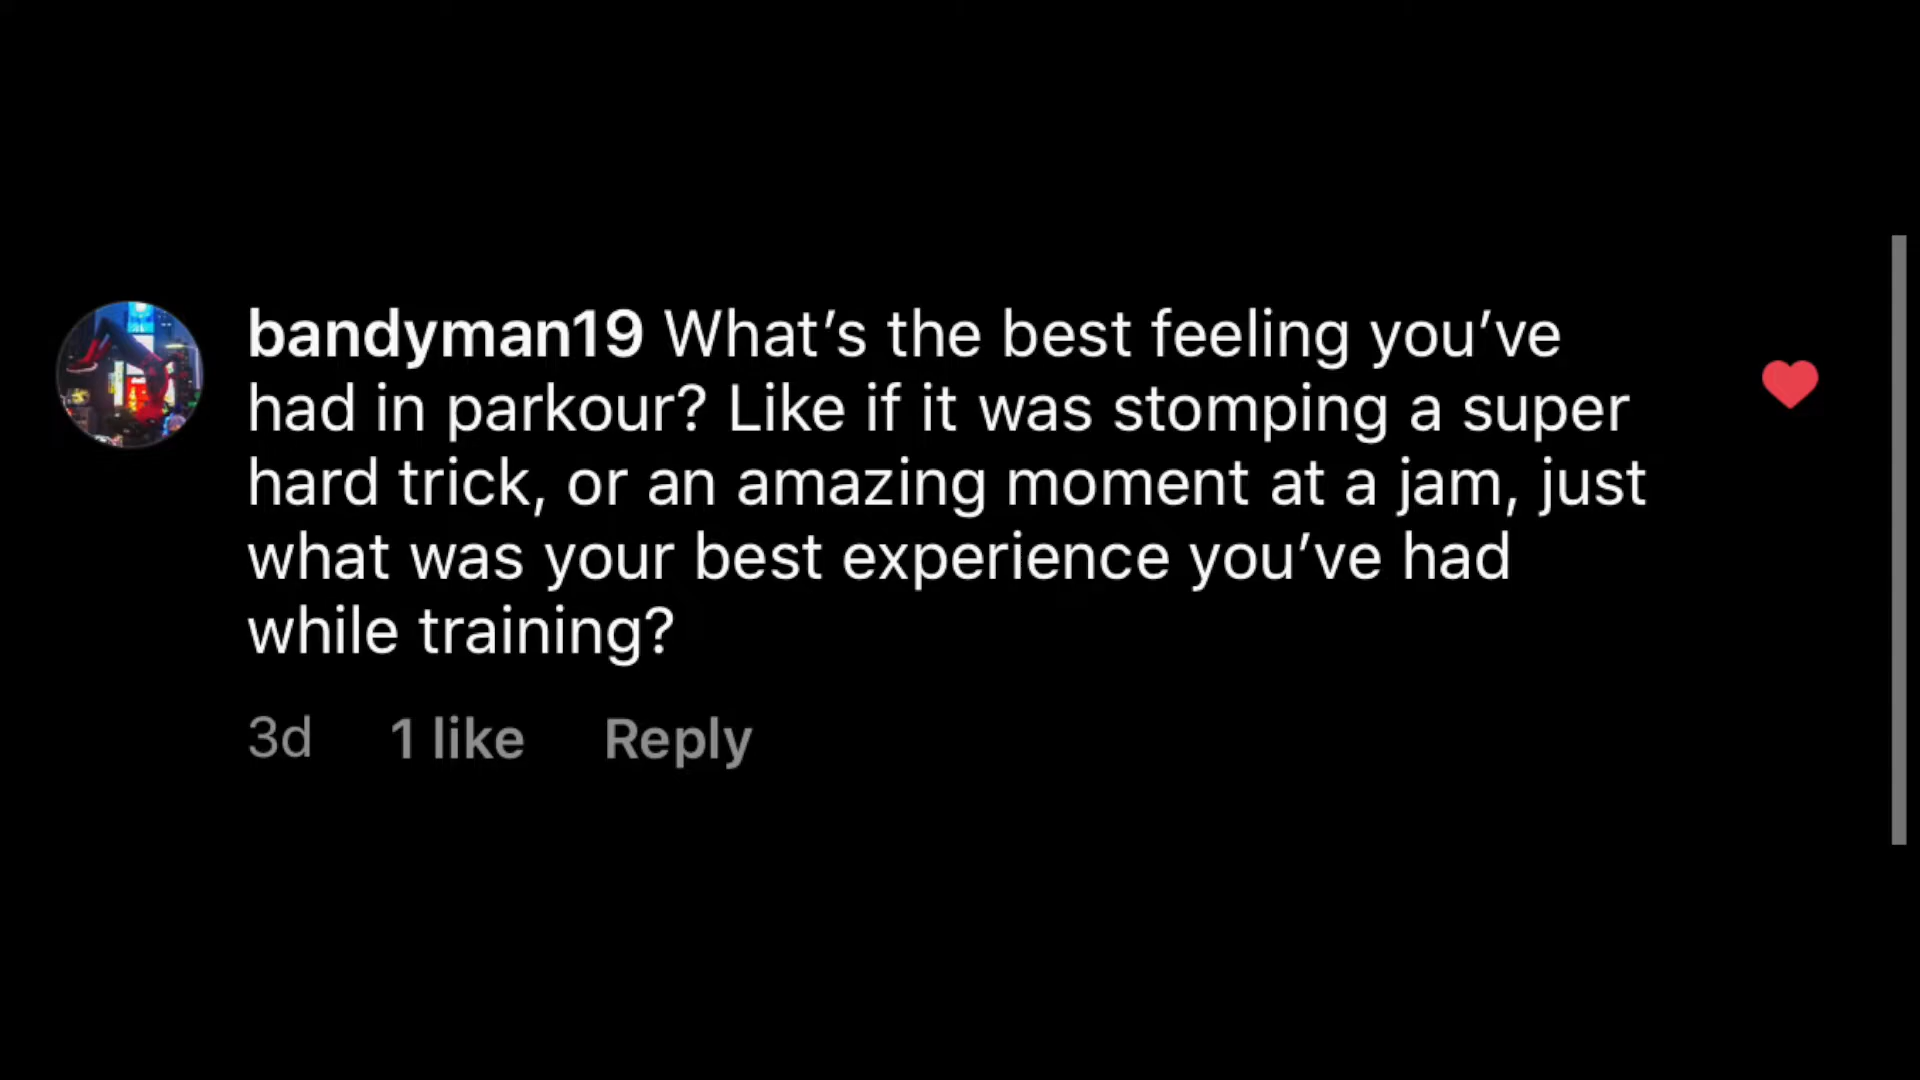 bandyman19 What’s the best feeling you’ve
had in parkour? Like if it was stomping a super
hard trick, or an amazing moment at a jam, just
what was your best experience you’ve had
while training?
3d 1 like Reply